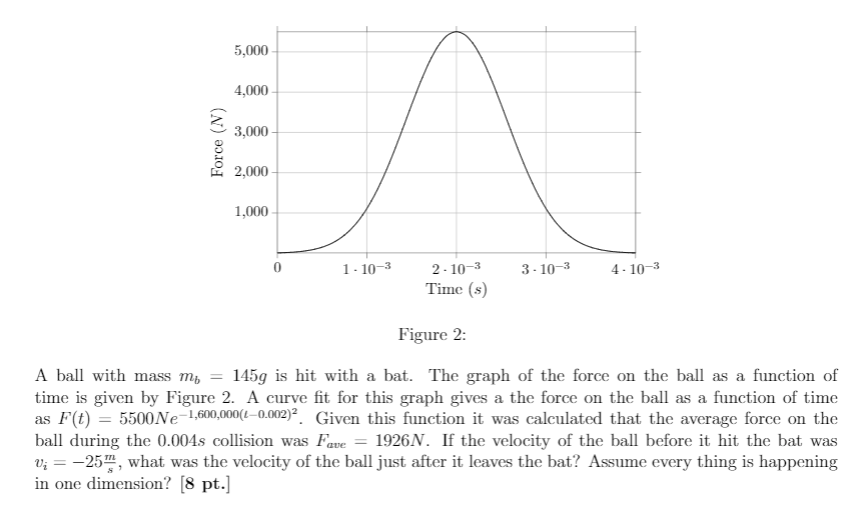 5,000
4,000
3,000
2,000
1,000
Force (N)
0
1 · 10⁻³
2 · 10⁻³
3 · 10⁻³
4 · 10⁻³
Time (s)
Figure 2:
A ball with mass m_b = 145g is hit with a bat. The graph of the force on the ball as a function of
time is given by Figure 2. A curve fit for this graph gives a the force on the ball as a function of time
as F(t) = 5500Ne^{−1,600,000(t−0.002)²}. Given this function it was calculated that the average force on the
ball during the 0.004s collision was F_{ave} = 1926N. If the velocity of the ball before it hit the bat was
v_i = −25 m/s, what was the velocity of the ball just after it leaves the bat? Assume every thing is happening
in one dimension? [8 pt.]